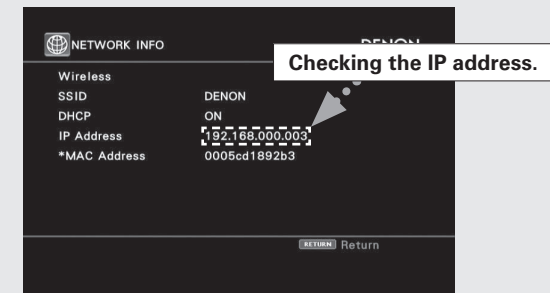 NETWORK INFO
DENON
Checking the IP address.
Wireless
SSID DENON
DHCP ON
IP Address 192.168.000.003
*MAC Address 0005cd1892b3
RETURN Return